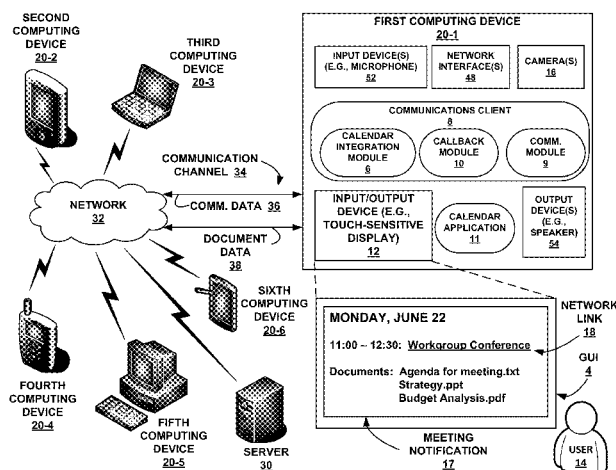 SECOND
COMPUTING
DEVICE
20-2
THIRD
COMPUTING
DEVICE
20-3
COMMUNICATION
CHANNEL 34
NETWORK
32
COMM. DATA 36
DOCUMENT
DATA
38
SIXTH
COMPUTING
DEVICE
20-6
FOURTH
COMPUTING
DEVICE
20-4
FIFTH
COMPUTING
DEVICE
20-5
SERVER
30
FIRST COMPUTING DEVICE
20-1
INPUT DEVICE(S)
(E.G., MICROPHONE)
52
NETWORK
INTERFACE(S)
48
CAMERA(S)
16
COMMUNICATIONS CLIENT
8
CALENDAR
INTEGRATION
MODULE
6
CALLBACK
MODULE
10
COMM.
MODULE
9
INPUT/OUTPUT
DEVICE (E.G.,
TOUCH-SENSITIVE
DISPLAY)
12
CALENDAR
APPLICATION
11
OUTPUT
DEVICE(S)
(E.G.,
SPEAKER)
54
MONDAY, JUNE 22
11:00 – 12:30: Workgroup Conference
Documents: Agenda for meeting.txt
Strategy.ppt
Budget Analysis.pdf
NETWORK
LINK
18
GUI
4
MEETING
NOTIFICATION
17
USER
14